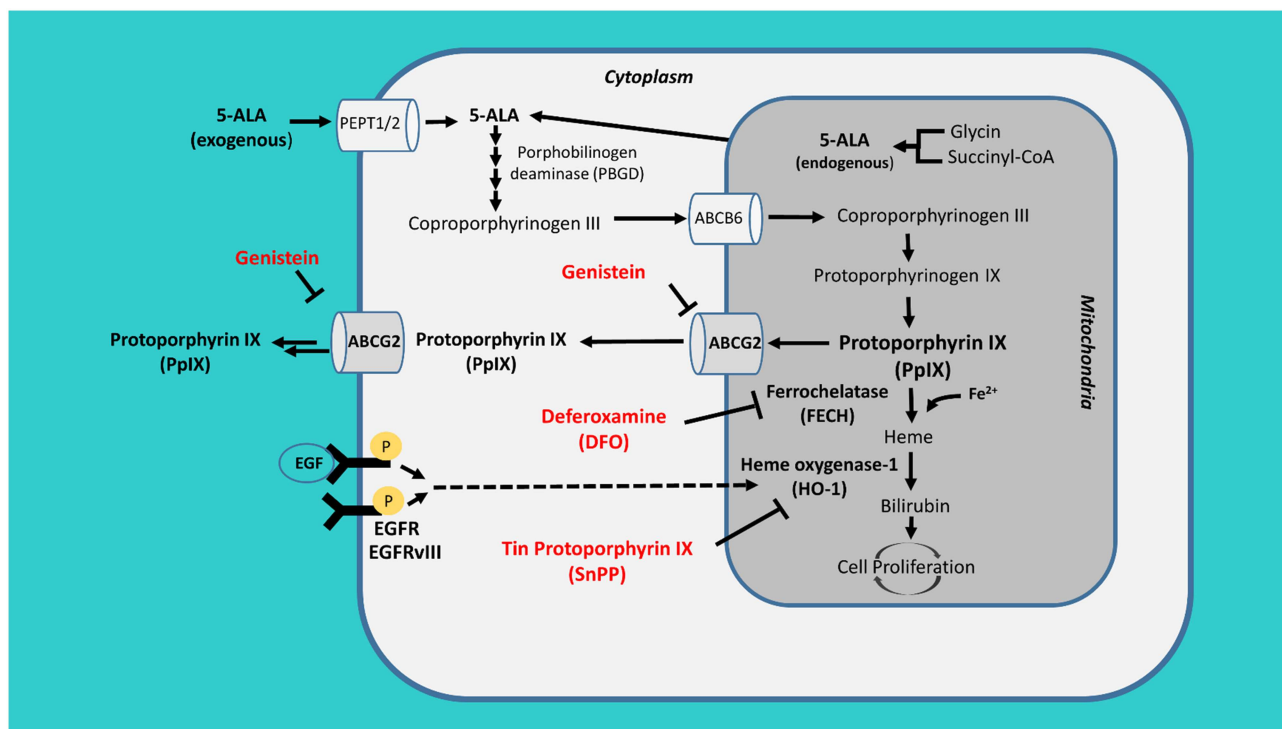 Cytoplasm
5-ALA
(exogenous)
PEPT1/2
5-ALA
Porphobilinogen
deaminase (PBGD)
Coproporphyrinogen III
ABCB6
5-ALA
(endogenous)
Glycin
Succinyl-CoA
Coproporphyrinogen III
Protoporphyrinogen IX
Mitochondria
Genistein
Genistein
Protoporphyrin IX
(PpIX)
ABCG2
Protoporphyrin IX
(PpIX)
ABCG2
Protoporphyrin IX
(PpIX)
Ferrochelatase
(FECH)
Fe2+
Deferoxamine
(DFO)
Heme
EGF
P
P
EGFR
EGFRvIII
Heme oxygenase-1
(HO-1)
Bilirubin
Tin Protoporphyrin IX
(SnPP)
Cell Proliferation